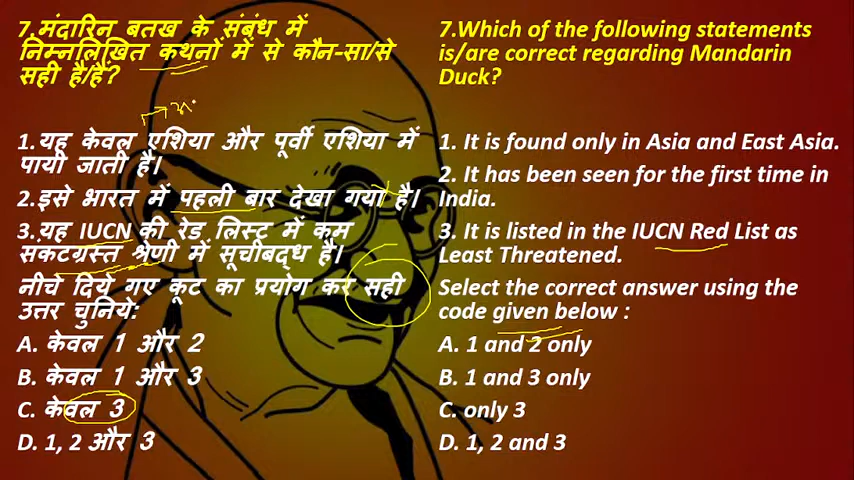 7.मंदारिन बतख के संबंध में
निम्नलिखित कथनों में से कौन-सा/से
सही है/हैं?
1.यह केवल एशिया और पूर्वी एशिया में
पायी जाती है।
2.इसे भारत में पहली बार देखा गया है।
3.यह IUCN की रेड लिस्ट में कम
संकटग्रस्त श्रेणी में सूचीबद्ध है।
नीचे दिये गए कूट का प्रयोग कर सही
उत्तर चुनिये:
A. केवल 1 और 2
B. केवल 1 और 3
C. केवल 3
D. 1, 2 और 3
7.Which of the following statements
is/are correct regarding Mandarin
Duck?
1. It is found only in Asia and East Asia.
2. It has been seen for the first time in
India.
3. It is listed in the IUCN Red List as
Least Threatened.
Select the correct answer using the
code given below :
A. 1 and 2 only
B. 1 and 3 only
C. only 3
D. 1, 2 and 3